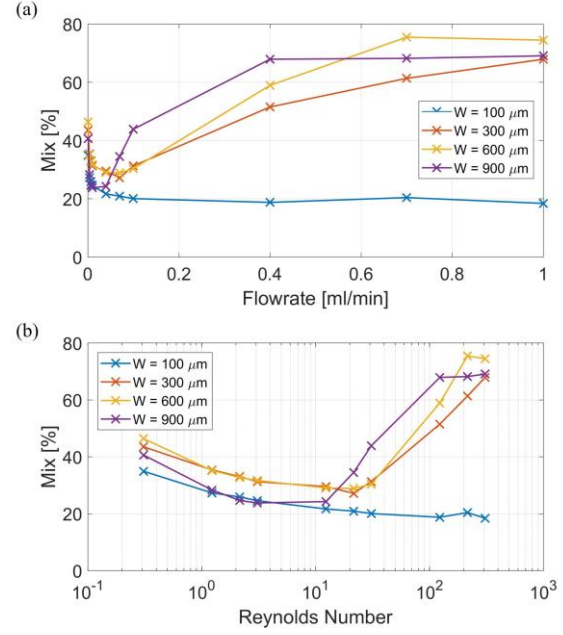 (a)
80
60
40
20
0
Mix [%]
W = 100 μm
W = 300 μm
W = 600 μm
W = 900 μm
0 0.2 0.4 0.6 0.8 1
Flowrate [ml/min]
(b)
80
60
40
20
0
Mix [%]
W = 100 μm
W = 300 μm
W = 600 μm
W = 900 μm
10-1 100 101 102 103
Reynolds Number